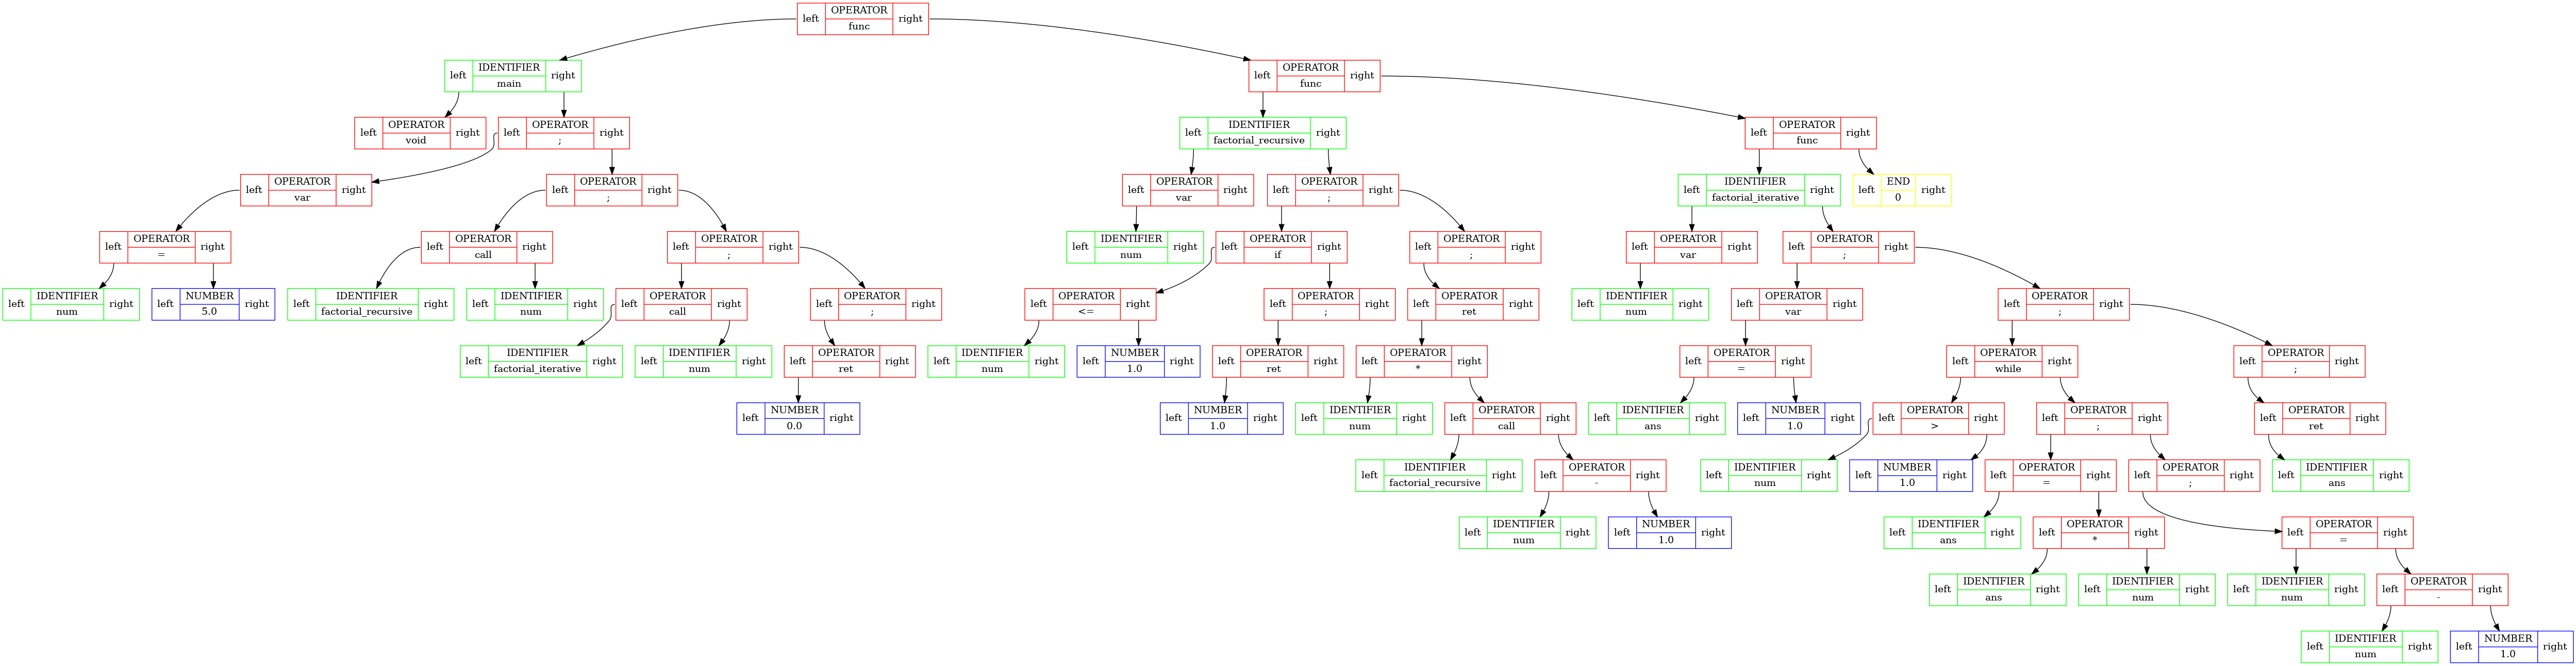 left OPERATOR func right
left IDENTIFIER main right
left OPERATOR func right
left OPERATOR void right
left OPERATOR ; right
left IDENTIFIER factorial_recursive right
left OPERATOR func right
left OPERATOR var right
left OPERATOR ; right
left OPERATOR var right
left OPERATOR ; right
left IDENTIFIER factorial_iterative right
left END 0 right
left OPERATOR = right
left OPERATOR call right
left OPERATOR ; right
left IDENTIFIER num right
left OPERATOR if right
left OPERATOR ; right
left OPERATOR var right
left OPERATOR ; right
left IDENTIFIER num right
left NUMBER 5.0 right
left IDENTIFIER factorial_recursive right
left IDENTIFIER num right
left OPERATOR call right
left OPERATOR ; right
left OPERATOR <= right
left OPERATOR ; right
left OPERATOR ret right
left IDENTIFIER num right
left OPERATOR var right
left OPERATOR ; right
left IDENTIFIER factorial_iterative right
left IDENTIFIER num right
left OPERATOR ret right
left IDENTIFIER num right
left NUMBER 1.0 right
left OPERATOR ret right
left OPERATOR * right
left OPERATOR = right
left OPERATOR while right
left OPERATOR ; right
left NUMBER 0.0 right
left NUMBER 1.0 right
left IDENTIFIER num right
left OPERATOR call right
left IDENTIFIER ans right
left NUMBER 1.0 right
left OPERATOR > right
left OPERATOR ; right
left OPERATOR ret right
left IDENTIFIER factorial_recursive right
left OPERATOR - right
left IDENTIFIER num right
left NUMBER 1.0 right
left OPERATOR = right
left OPERATOR ; right
left IDENTIFIER ans right
left IDENTIFIER num right
left NUMBER 1.0 right
left IDENTIFIER ans right
left OPERATOR * right
left OPERATOR = right
left IDENTIFIER ans right
left IDENTIFIER num right
left IDENTIFIER num right
left OPERATOR - right
left IDENTIFIER num right
left NUMBER 1.0 right